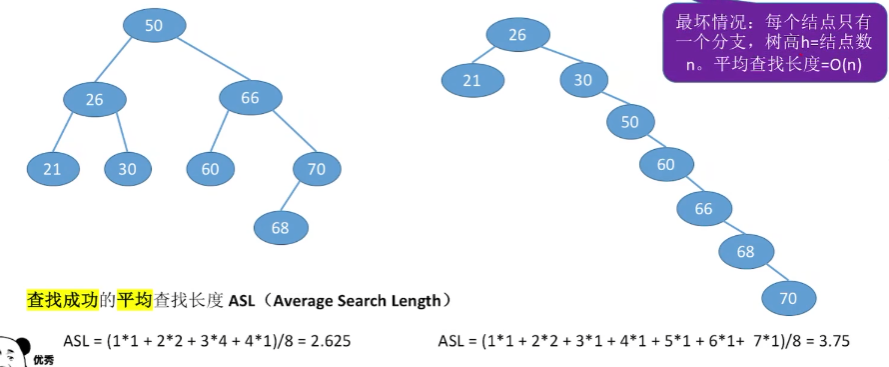 最坏情况：每个结点只有
一个分支，树高h=结点数
n。平均查找长度=O(n)
50
26
66
21
30
60
70
68
26
21
30
50
60
66
68
70
查找成功的平均查找长度 ASL（Average Search Length）
ASL = (1*1 + 2*2 + 3*4 + 4*1)/8 = 2.625
ASL = (1*1 + 2*2 + 3*1 + 4*1 + 5*1 + 6*1+ 7*1)/8 = 3.75
优秀